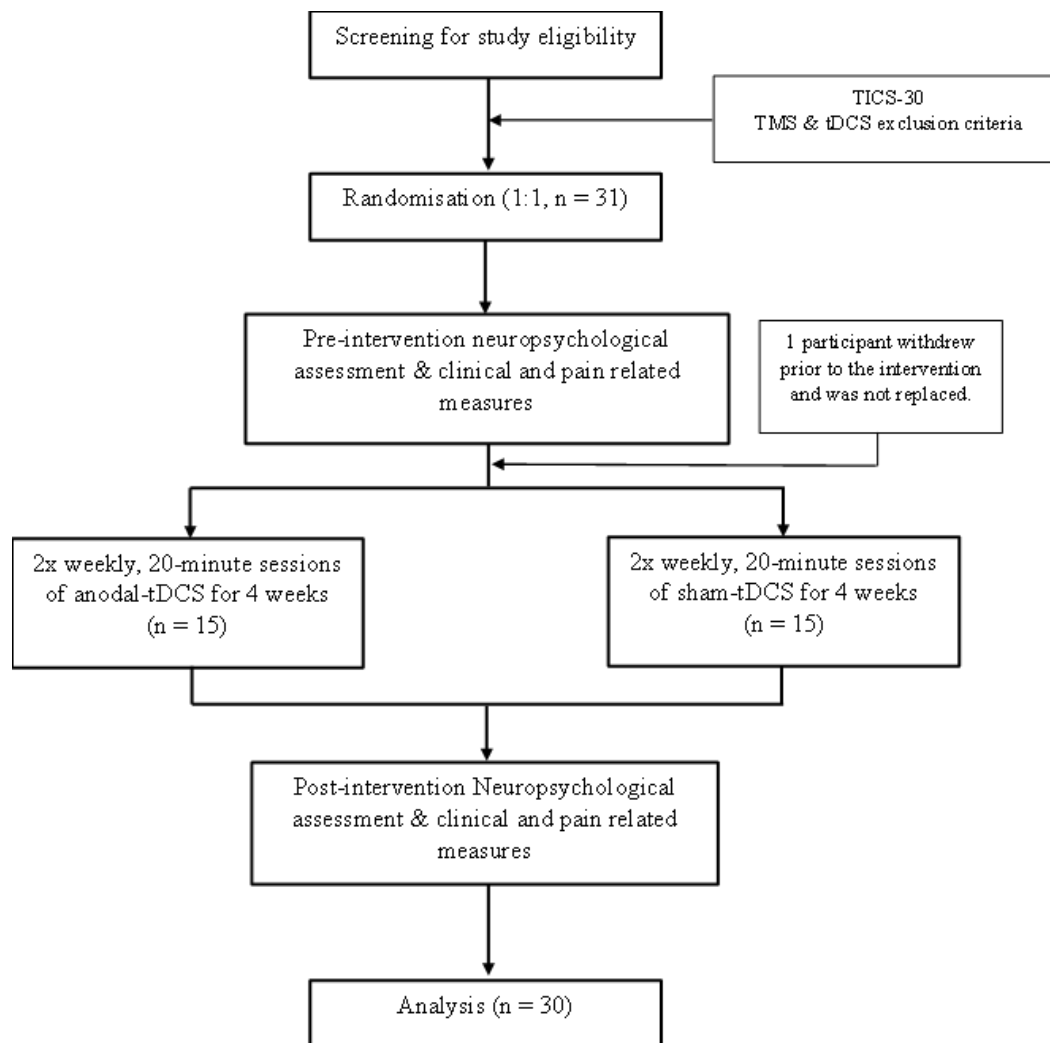 Screening for study eligibility
TICS-30
TMS & tDCS exclusion criteria
Randomisation (1:1, n = 31)
Pre-intervention neuropsychological
assessment & clinical and pain related
measures
1 participant withdrew
prior to the intervention
and was not replaced.
2x weekly, 20-minute sessions
of anodal-tDCS for 4 weeks
(n = 15)
2x weekly, 20-minute sessions
of sham-tDCS for 4 weeks
(n = 15)
Post-intervention Neuropsychological
assessment & clinical and pain related
measures
Analysis (n = 30)